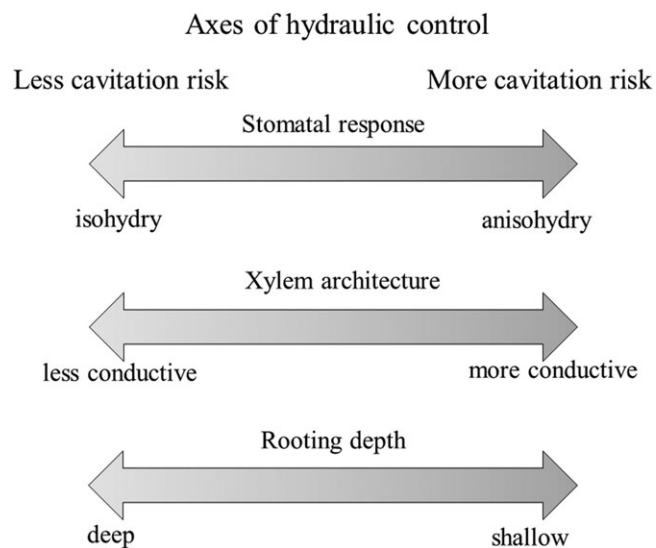 Axes of hydraulic control
Less cavitation risk More cavitation risk
Stomatal response
isohydry anisohydry
Xylem architecture
less conductive more conductive
Rooting depth
deep shallow